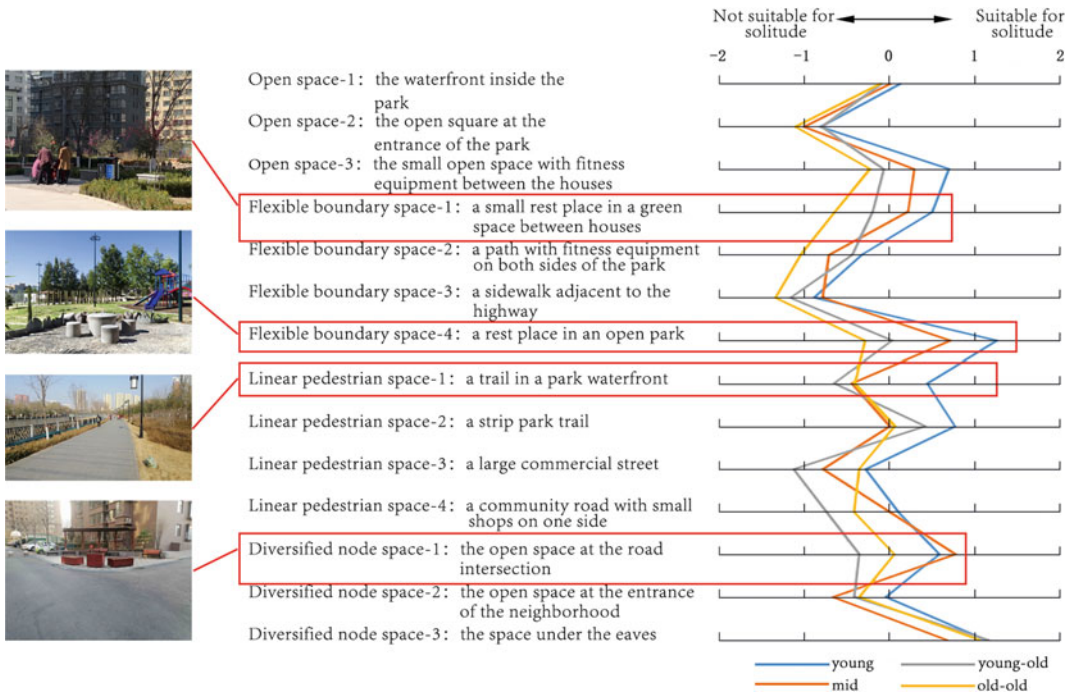 Not suitable for
solitude
Suitable for
solitude
-2 -1 0 1 2
-2 -1 0 1 2
Open space-1: the waterfront inside the
park
Open space-2: the open square at the
entrance of the park
Open space-3: the small open space with fitness
equipment between the houses
Flexible boundary space-1: a small rest place in a green
space between houses
Flexible boundary space-2: a path with fitness equipment
on both sides of the park
Flexible boundary space-3: a sidewalk adjacent to the
highway
Flexible boundary space-4: a rest place in an open park
Linear pedestrian space-1: a trail in a park waterfront
Linear pedestrian space-2: a strip park trail
Linear pedestrian space-3: a large commercial street
Linear pedestrian space-4: a community road with small
shops on one side
Diversified node space-1: the open space at the road
intersection
Diversified node space-2: the open space at the entrance
of the neighborhood
Diversified node space-3: the space under the eaves
young
young-old
mid
old-old